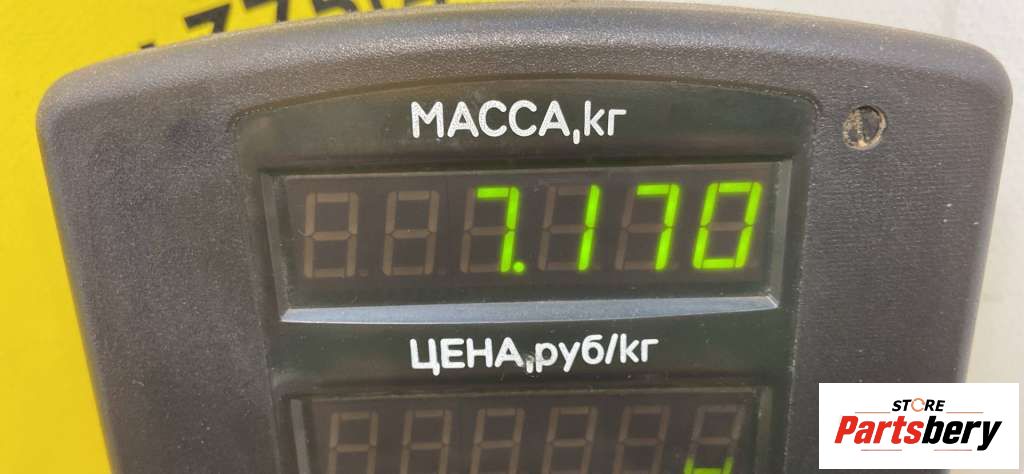 МАССА,кг
7.170
ЦЕНА,руб/кг
STORE
Partsbery